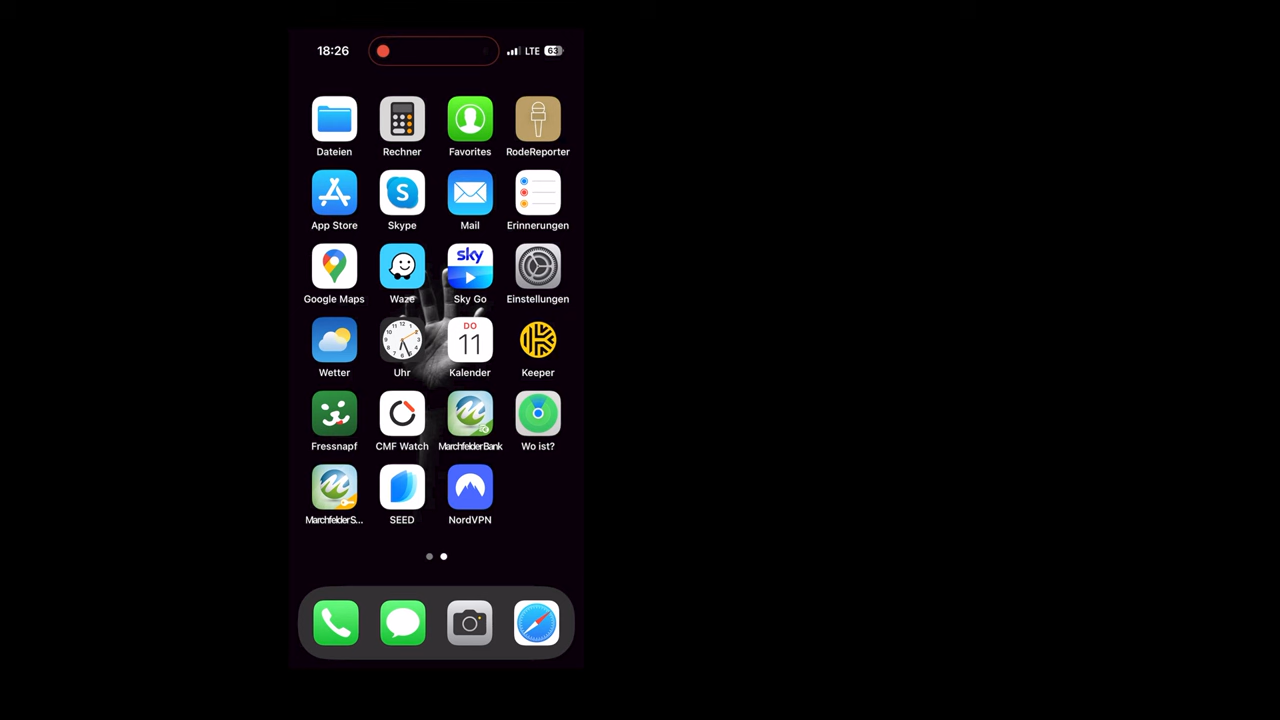 18:26 LTE 63
Dateien Rechner Favorites RodeReporter
App Store Skype Mail Erinnerungen
sky
Google Maps Waze Sky Go Einstellungen
DO
11
Wetter Uhr Kalender Keeper
Fressnapf CMF Watch MarchfelderBank Wo ist?
MarchfelderS... SEED NordVPN